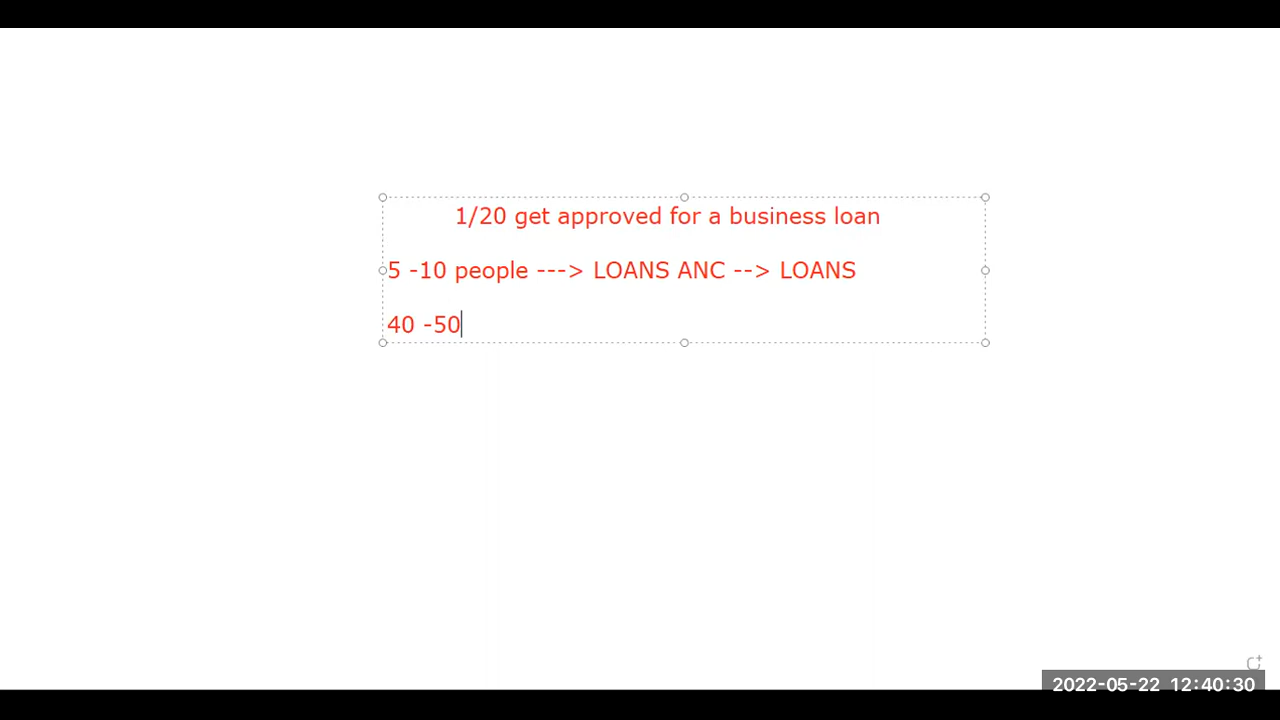 1/20 get approved for a business loan
5 -10 people ---> LOANS ANC --> LOANS
40 -50
2022-05-22 12:40:30